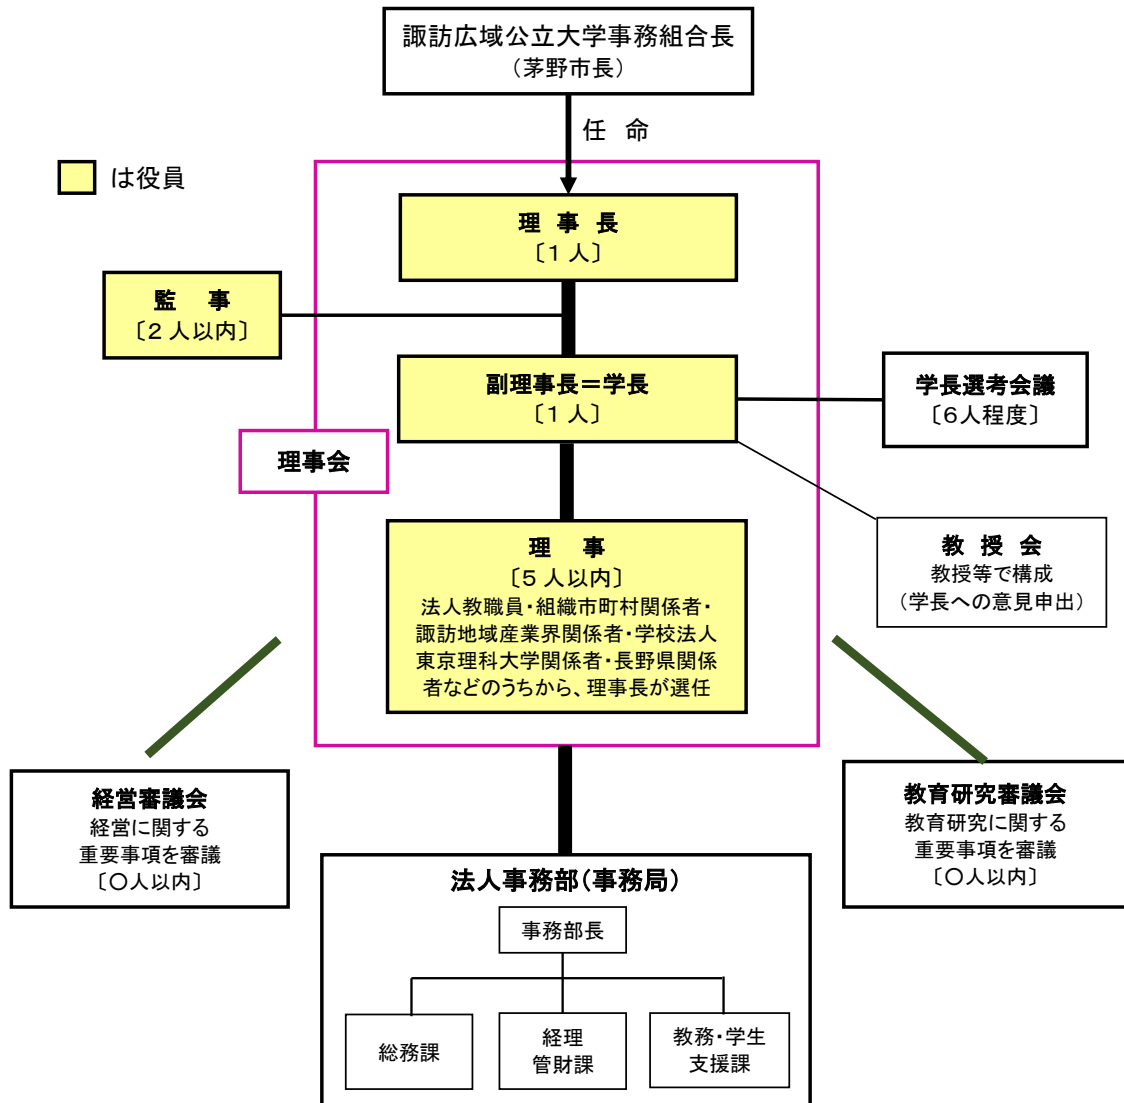 諏訪広域公立大学事務組合長
（茅野市長）
任 命
は役員
理 事 長
〔1 人〕
監 事
〔2 人以内〕
副理事長＝学長
〔1 人〕
学長選考会議
〔6人程度〕
理事会
教 授 会
教授等で構成
（学長への意見申出）
理 事
〔5 人以内〕
法人教職員・組織市町村関係者・
諏訪地域産業界関係者・学校法人
東京理科大学関係者・長野県関係
者などのうちから、理事長が選任
経営審議会
経営に関する
重要事項を審議
〔〇人以内〕
教育研究審議会
教育研究に関する
重要事項を審議
〔〇人以内〕
法人事務部（事務局）
事務部長
総務課
経理
管財課
教務・学生
支援課